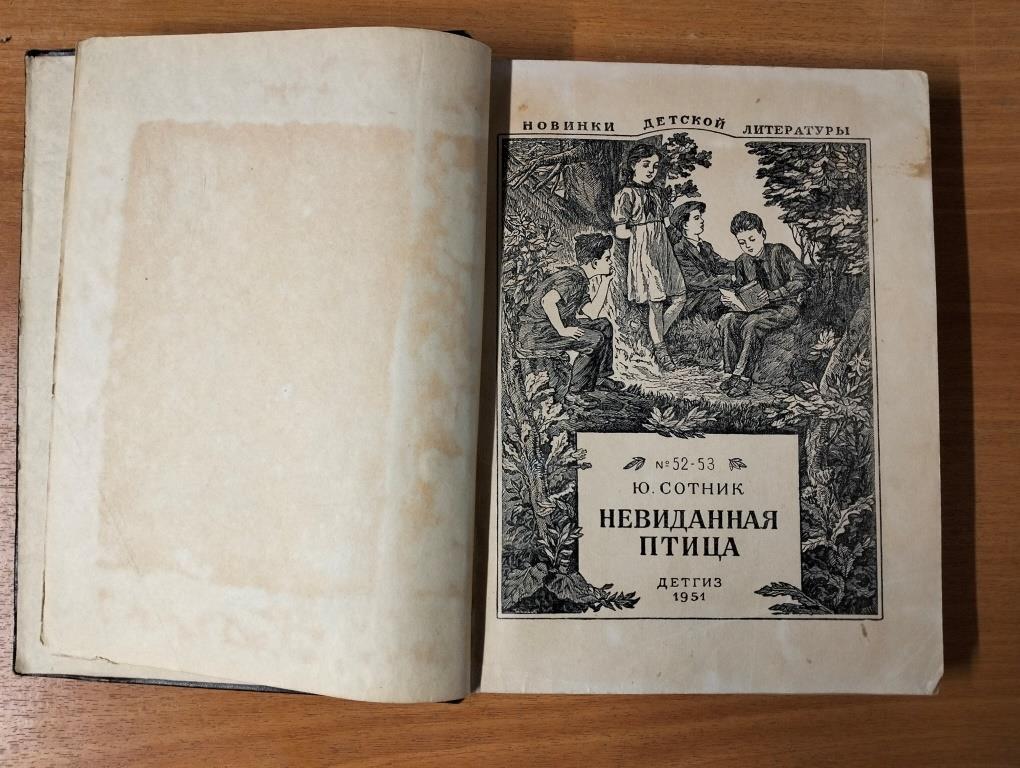 НОВИНКИ ДЕТСКОЙ ЛИТЕРАТУРЫ
№ 52-53
Ю. СОТНИК
НЕВИДАННАЯ
ПТИЦА
ДЕТГИЗ
1951